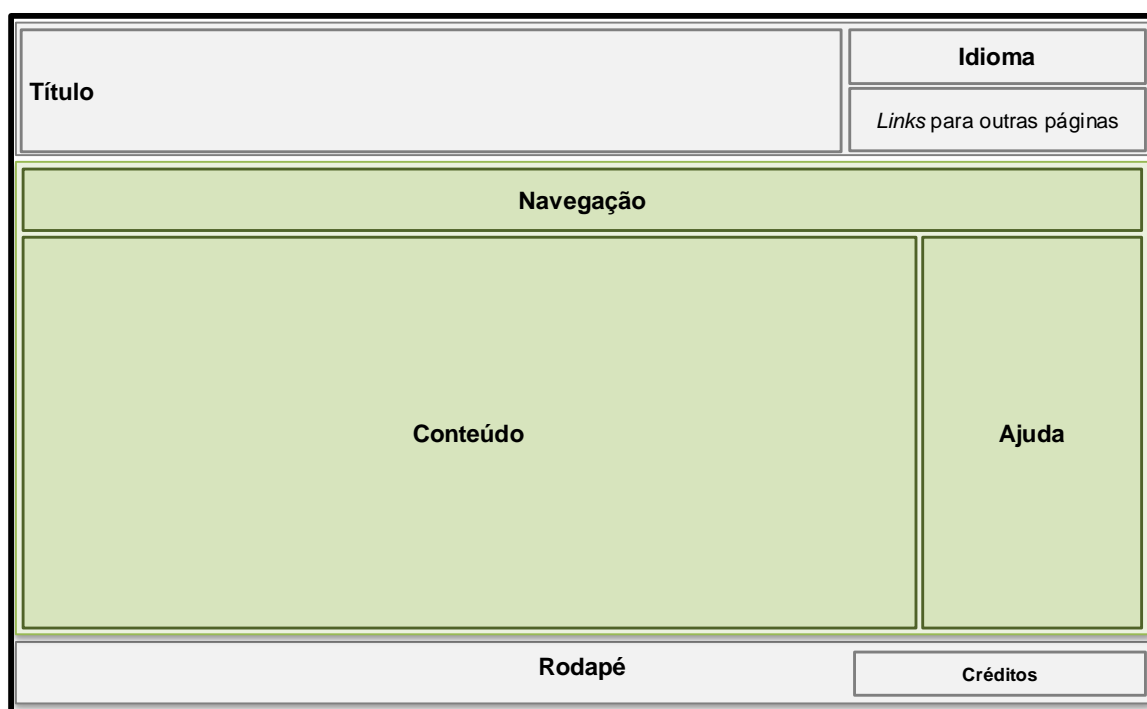 Título
Idioma
Links para outras páginas
Navegação
Conteúdo
Ajuda
Rodapé
Créditos